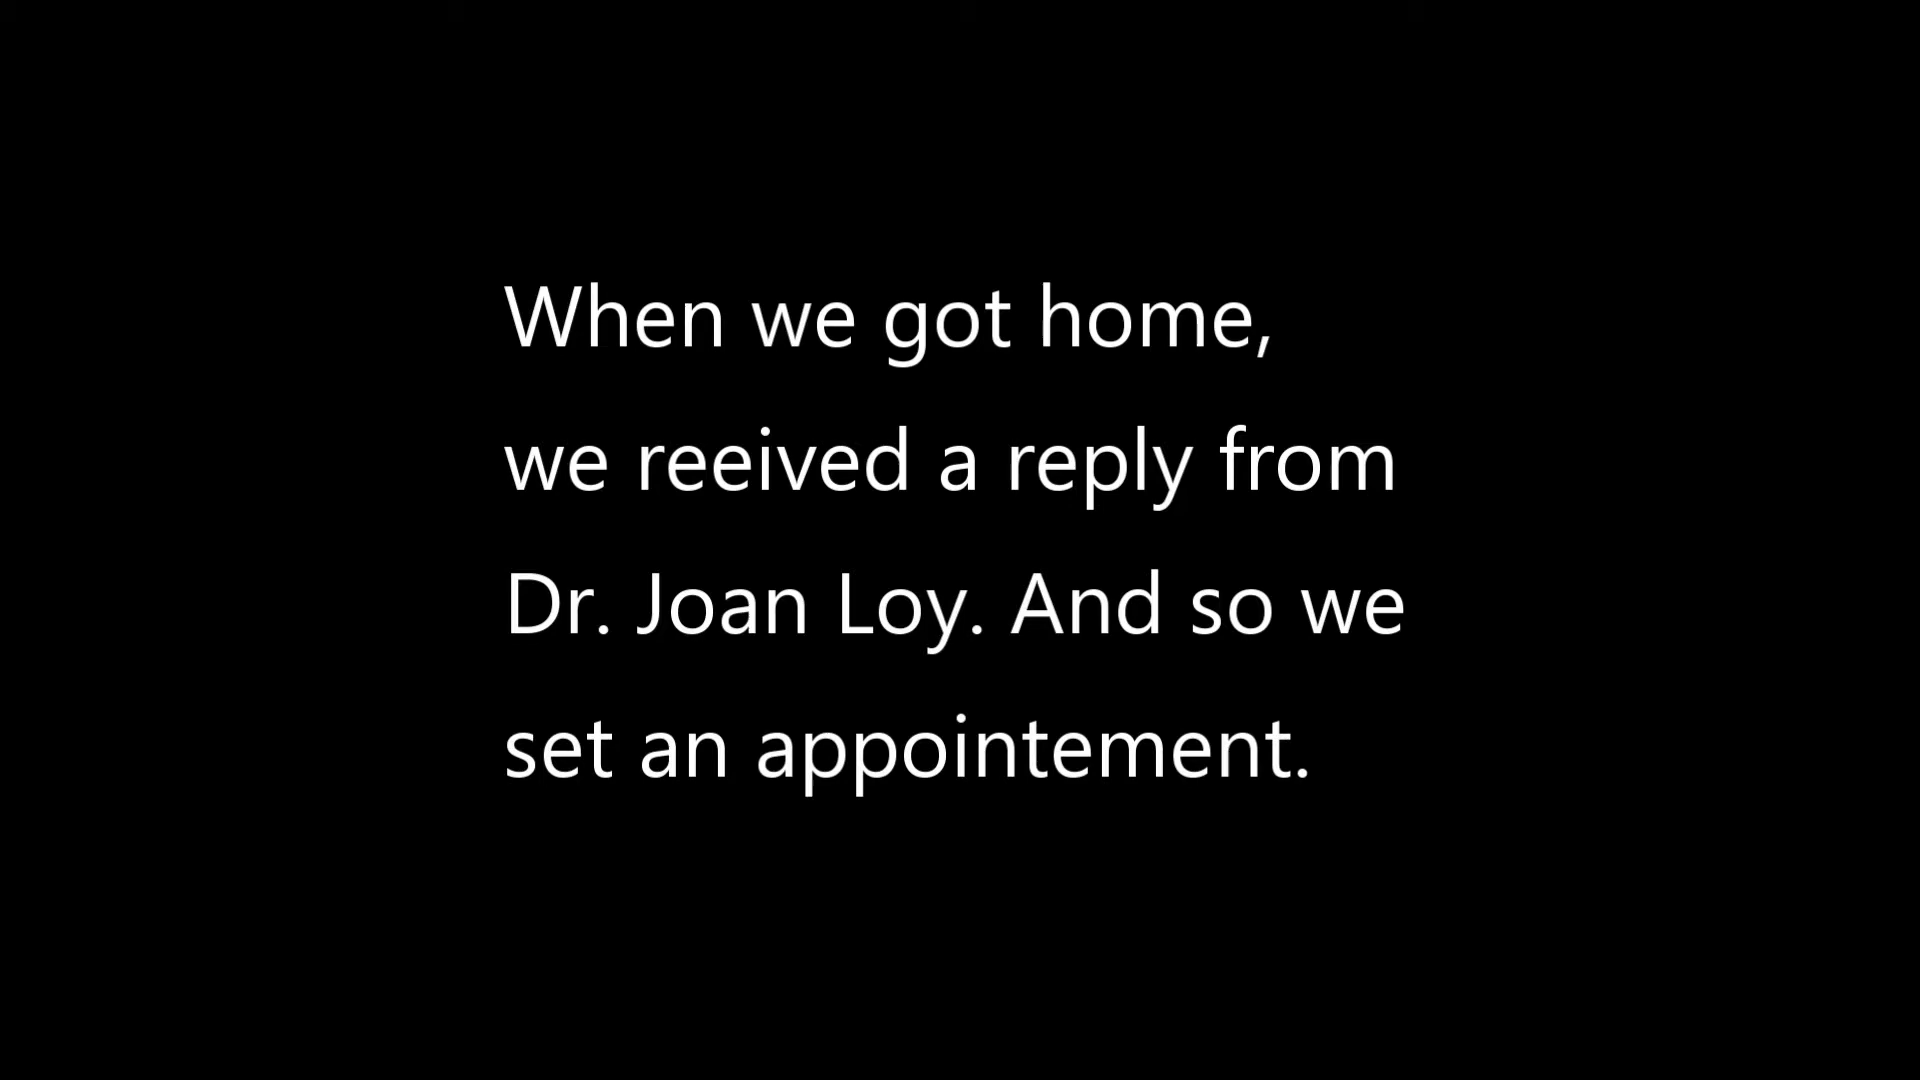 When we got home,
we reeived a reply from
Dr. Joan Loy. And so we
set an appointement.